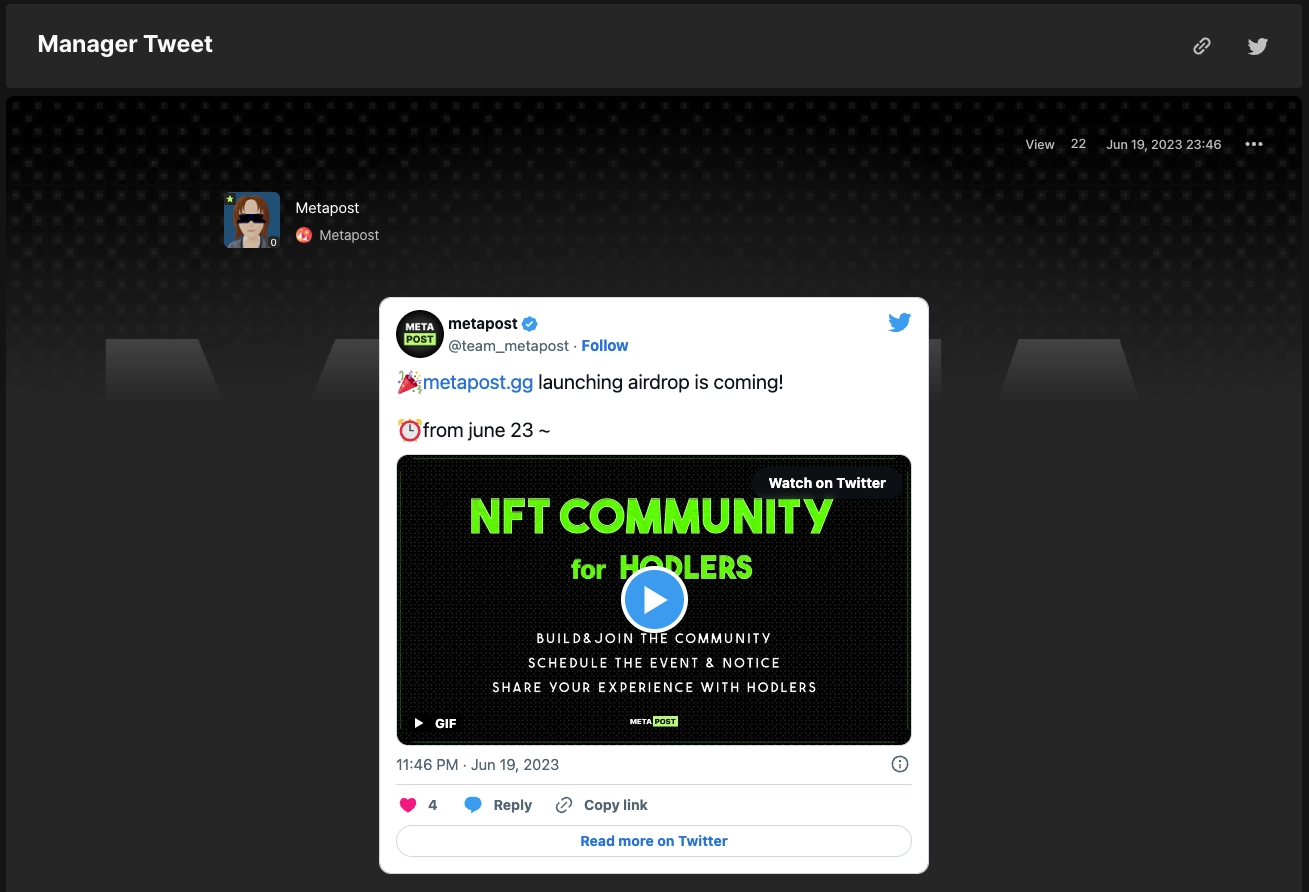 Manager Tweet
View 22 Jun 19, 2023 23:46
Metapost
0
Metapost
META
POST
metapost
@team_metapost · Follow
🎉metapost.gg launching airdrop is coming!
⏰from june 23 ~
Watch on Twitter
NFT COMMUNITY
for HODLERS
BUILD&JOIN THE COMMUNITY
SCHEDULE THE EVENT & NOTICE
SHARE YOUR EXPERIENCE WITH HODLERS
GIF
META POST
11:46 PM · Jun 19, 2023
4 Reply Copy link
Read more on Twitter